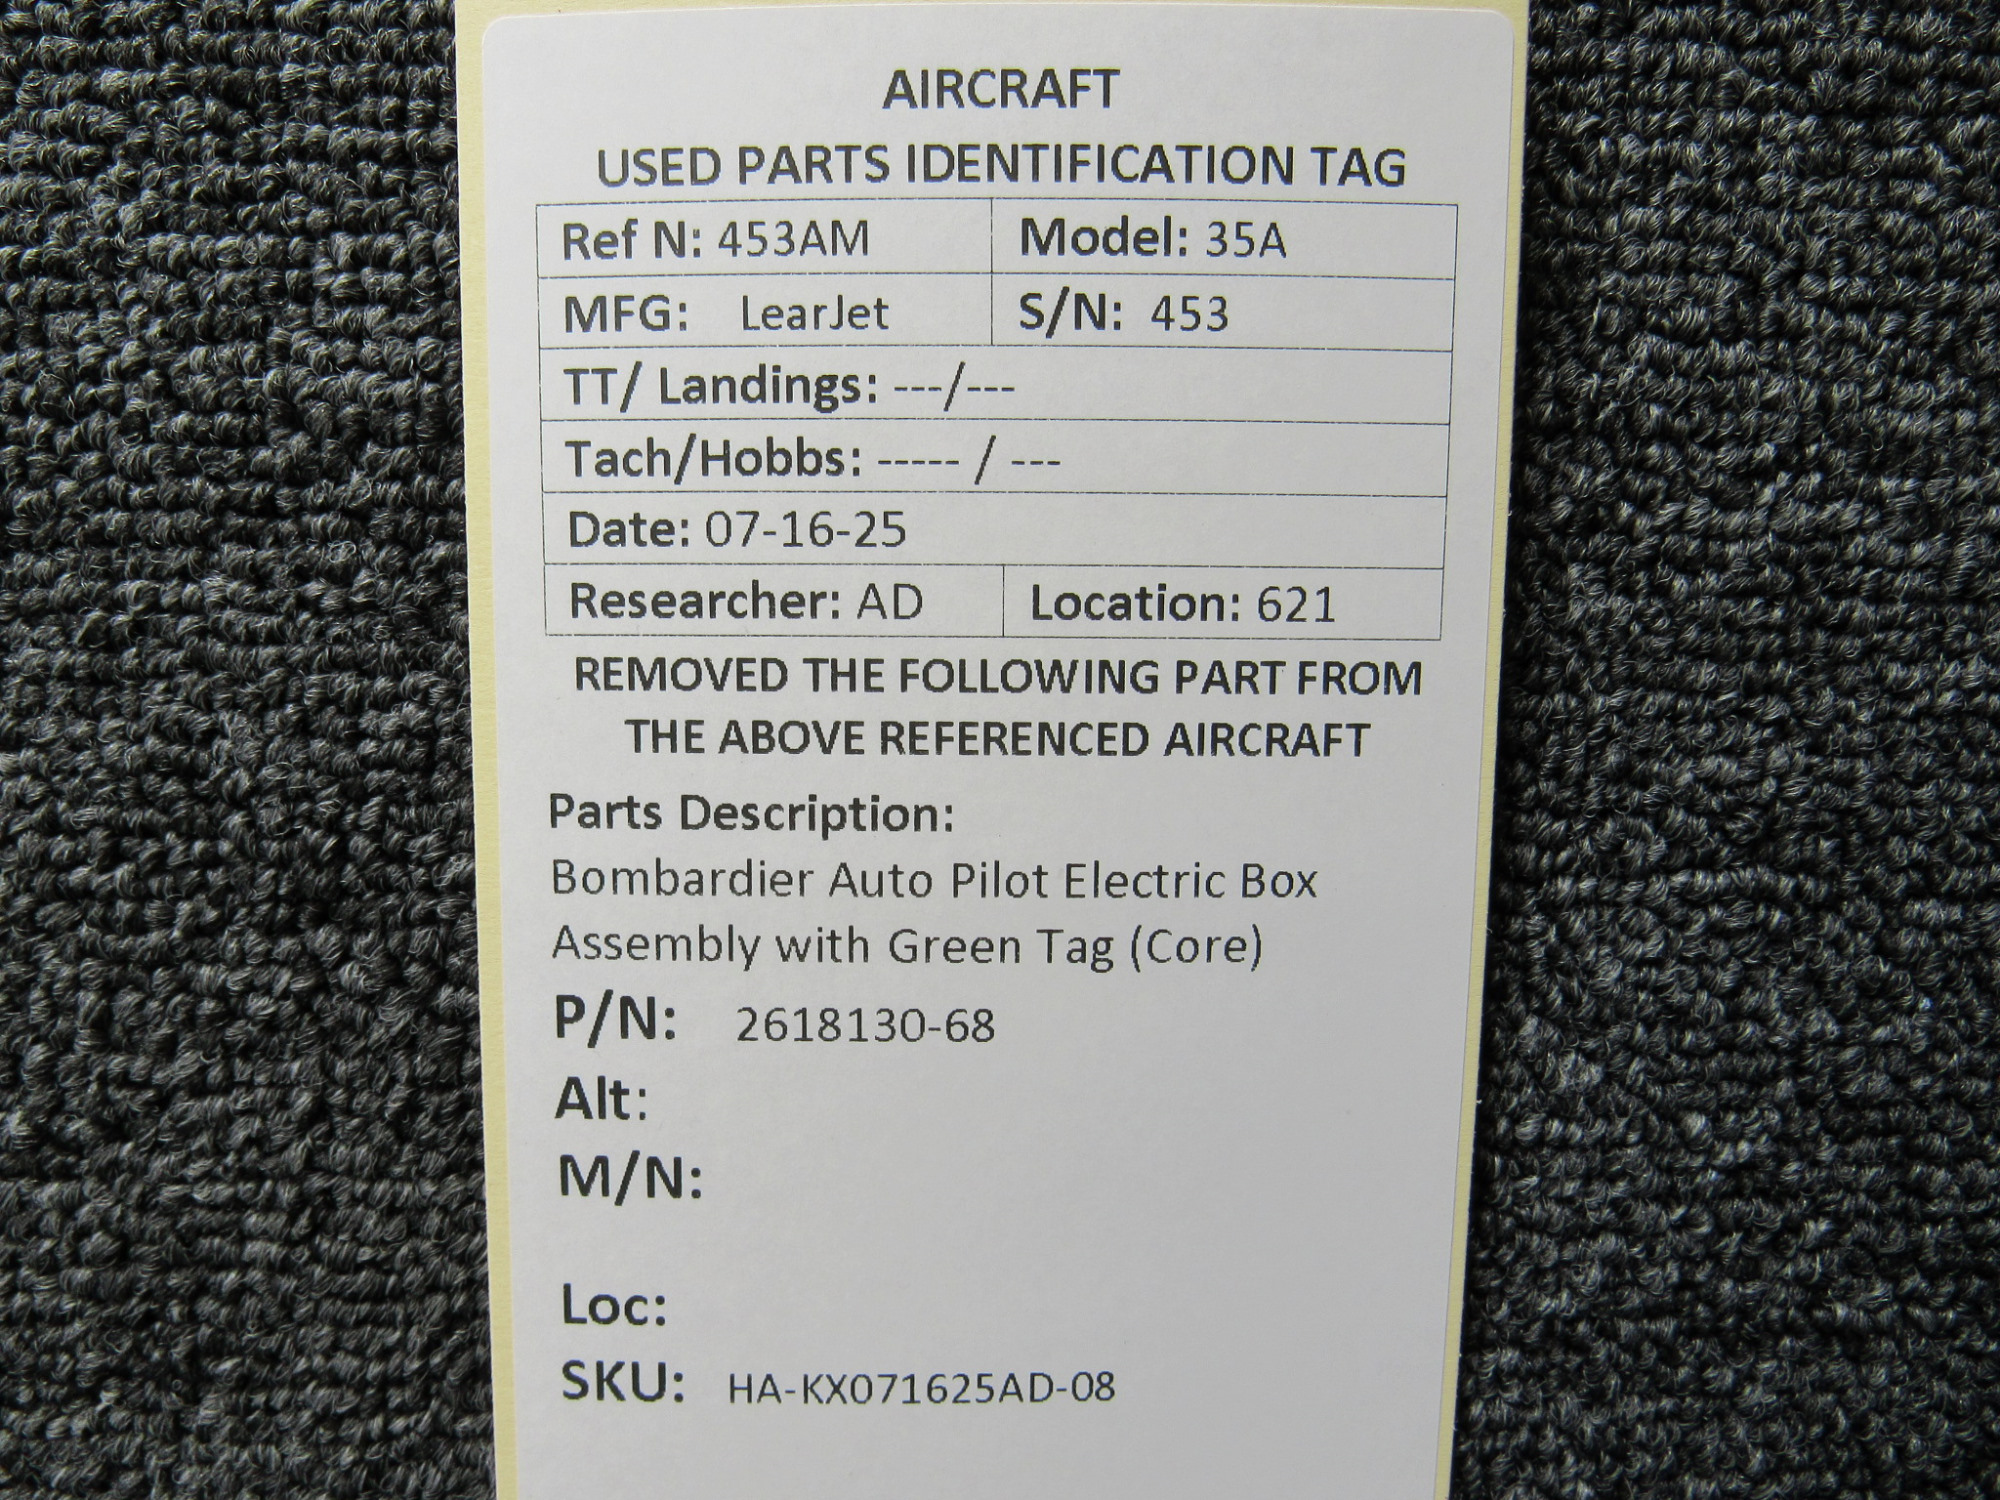 AIRCRAFT
USED PARTS IDENTIFICATION TAG
Ref N: 453AM Model: 35A
MFG: LearJet S/N: 453
TT/ Landings: ---/---
Tach/Hobbs: ----- / ---
Date: 07-16-25
Researcher: AD Location: 621
REMOVED THE FOLLOWING PART FROM
THE ABOVE REFERENCED AIRCRAFT
Parts Description:
Bombardier Auto Pilot Electric Box
Assembly with Green Tag (Core)
P/N: 2618130-68
Alt:
M/N:
Loc:
SKU: HA-KX071625AD-08